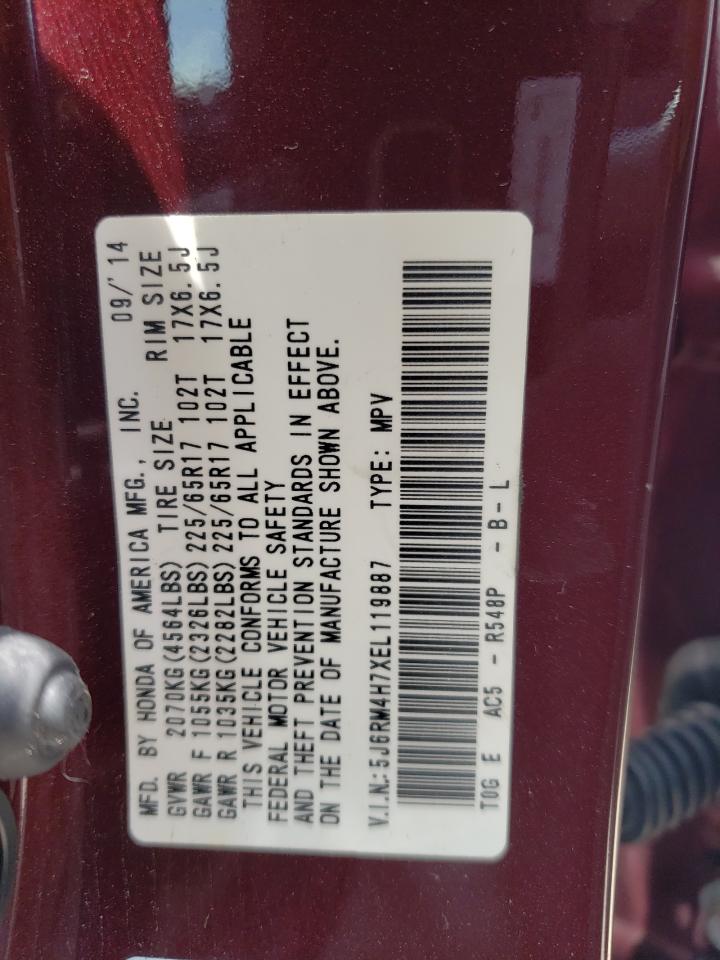 MFD. BY HONDA OF AMERICA MFG., INC. 09/'14
GVWR 2070KG(4564LBS) TIRE SIZE RIM SIZE
GAWR F 1055KG(2326LBS) 225/65R17 102T 17X6.5J
GAWR R 1035KG(2282LBS) 225/65R17 102T 17X6.5J
THIS VEHICLE CONFORMS TO ALL APPLICABLE
FEDERAL MOTOR VEHICLE SAFETY
AND THEFT PREVENTION STANDARDS IN EFFECT
ON THE DATE OF MANUFACTURE SHOWN ABOVE.
V.I.N.:5J6RM4H7XEL119887 TYPE: MPV
T0G E AC5 - R548P - B - L